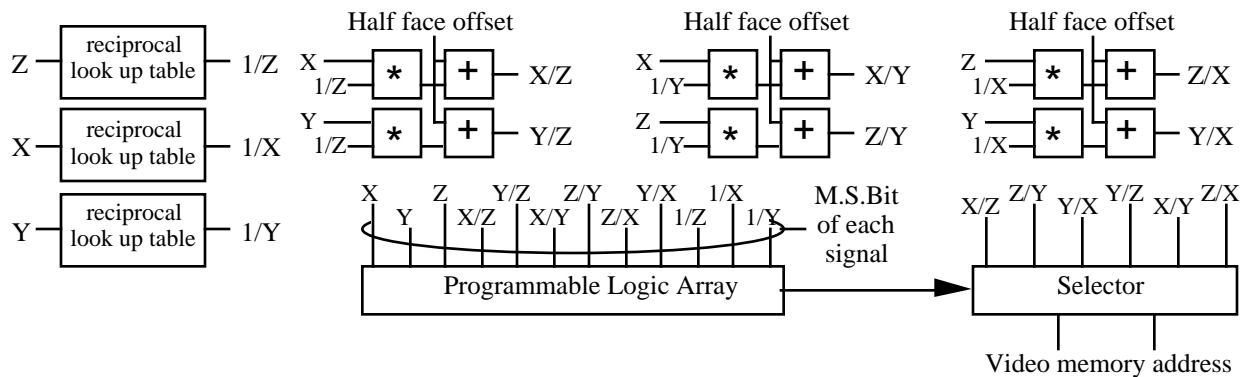 Z
reciprocal
look up table
1/Z
X
reciprocal
look up table
1/X
Y
reciprocal
look up table
1/Y
Half face offset
X
1/Z
*
+
X/Z
Y
1/Z
*
+
Y/Z
Half face offset
X
1/Y
*
+
X/Y
Z
1/Y
*
+
Z/Y
Half face offset
Z
1/X
*
+
Z/X
Y
1/X
*
+
Y/X
X
Y
Z
X/Z
Y/Z
X/Y
Z/Y
Z/X
Y/X
1/Z
1/X
1/Y
M.S.Bit
of each
signal
Programmable Logic Array
X/Z
Z/Y
Y/X
Y/Z
X/Y
Z/X
Selector
Video memory address